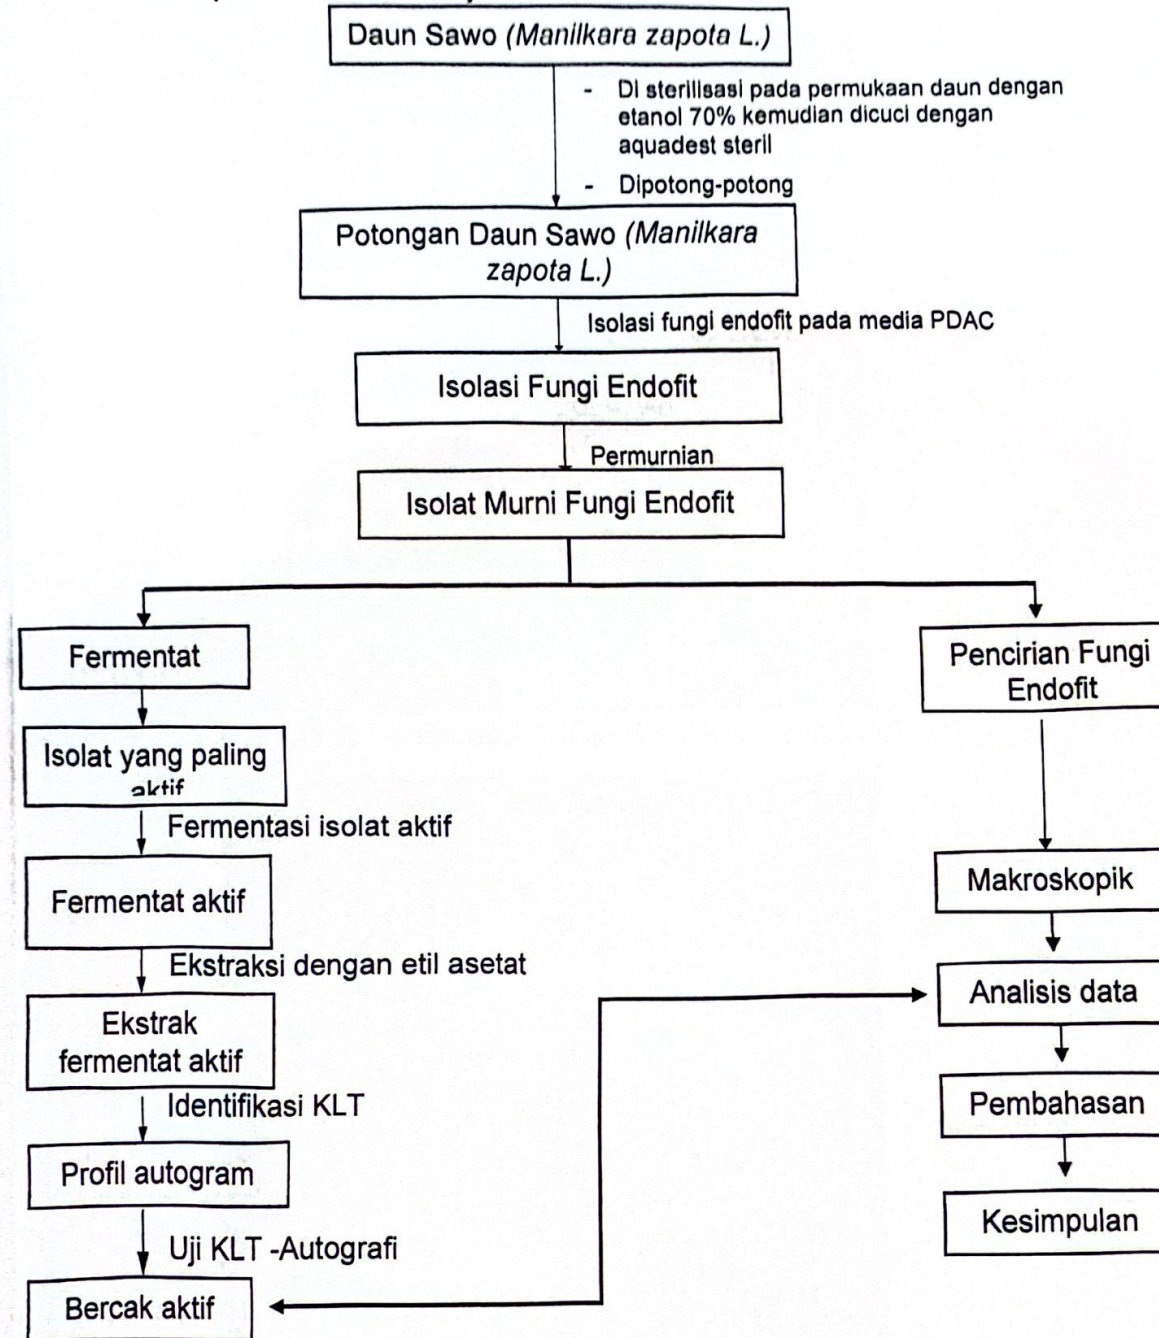 Daun Sawo (Manilkara zapota L.)
- Di sterilisasi pada permukaan daun dengan
etanol 70% kemudian dicuci dengan
aquadest steril
- Dipotong-potong
Potongan Daun Sawo (Manilkara
zapota L.)
Isolasi fungi endofit pada media PDAC
Isolasi Fungi Endofit
Permurnian
Isolat Murni Fungi Endofit
Fermentat
Isolat yang paling
aktif
Fermentasi isolat aktif
Fermentat aktif
Ekstraksi dengan etil asetat
Ekstrak
fermentat aktif
Identifikasi KLT
Profil autogram
Uji KLT -Autografi
Bercak aktif
Pencirian Fungi
Endofit
Makroskopik
Analisis data
Pembahasan
Kesimpulan